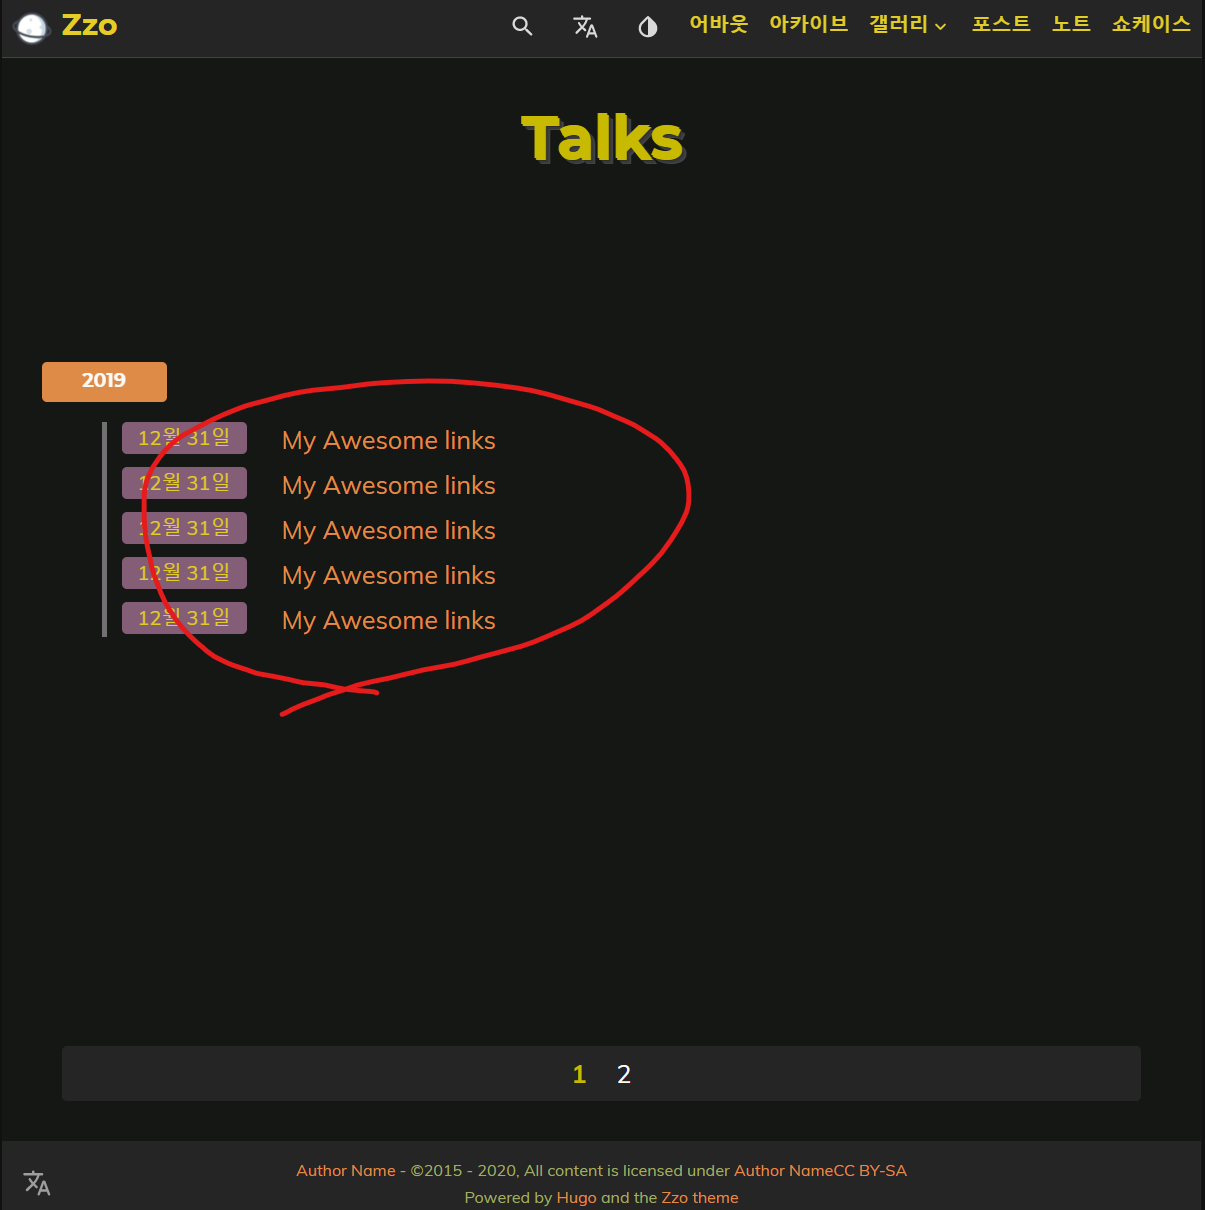 Zzo 어바웃 아카이브 갤러리 포스트 노트 쇼케이스
Talks
2019
12월 31일 My Awesome links
12월 31일 My Awesome links
12월 31일 My Awesome links
12월 31일 My Awesome links
12월 31일 My Awesome links
1 2
Author Name - ©2015 - 2020, All content is licensed under Author NameCC BY-SA
Powered by Hugo and the Zzo theme